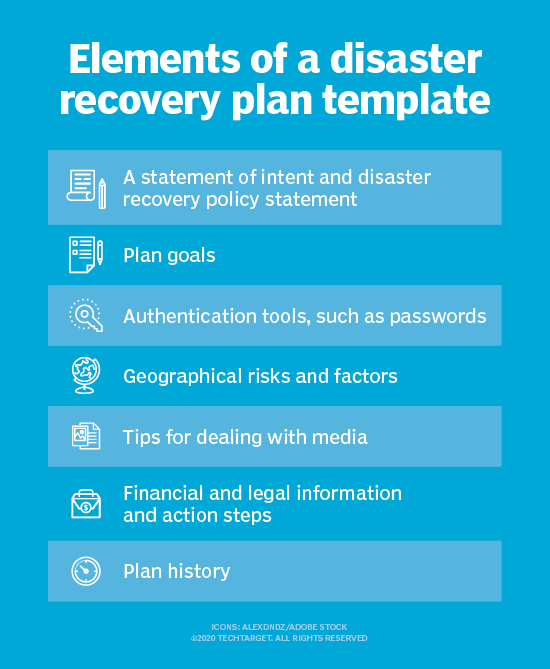 Elements of a disaster
recovery plan template
A statement of intent and disaster
recovery policy statement
Plan goals
Authentication tools, such as passwords
Geographical risks and factors
Tips for dealing with media
Financial and legal information
and action steps
Plan history
ICONS: ALEXDNDZ/ADOBE STOCK
©2020 TECHTARGET. ALL RIGHTS RESERVED